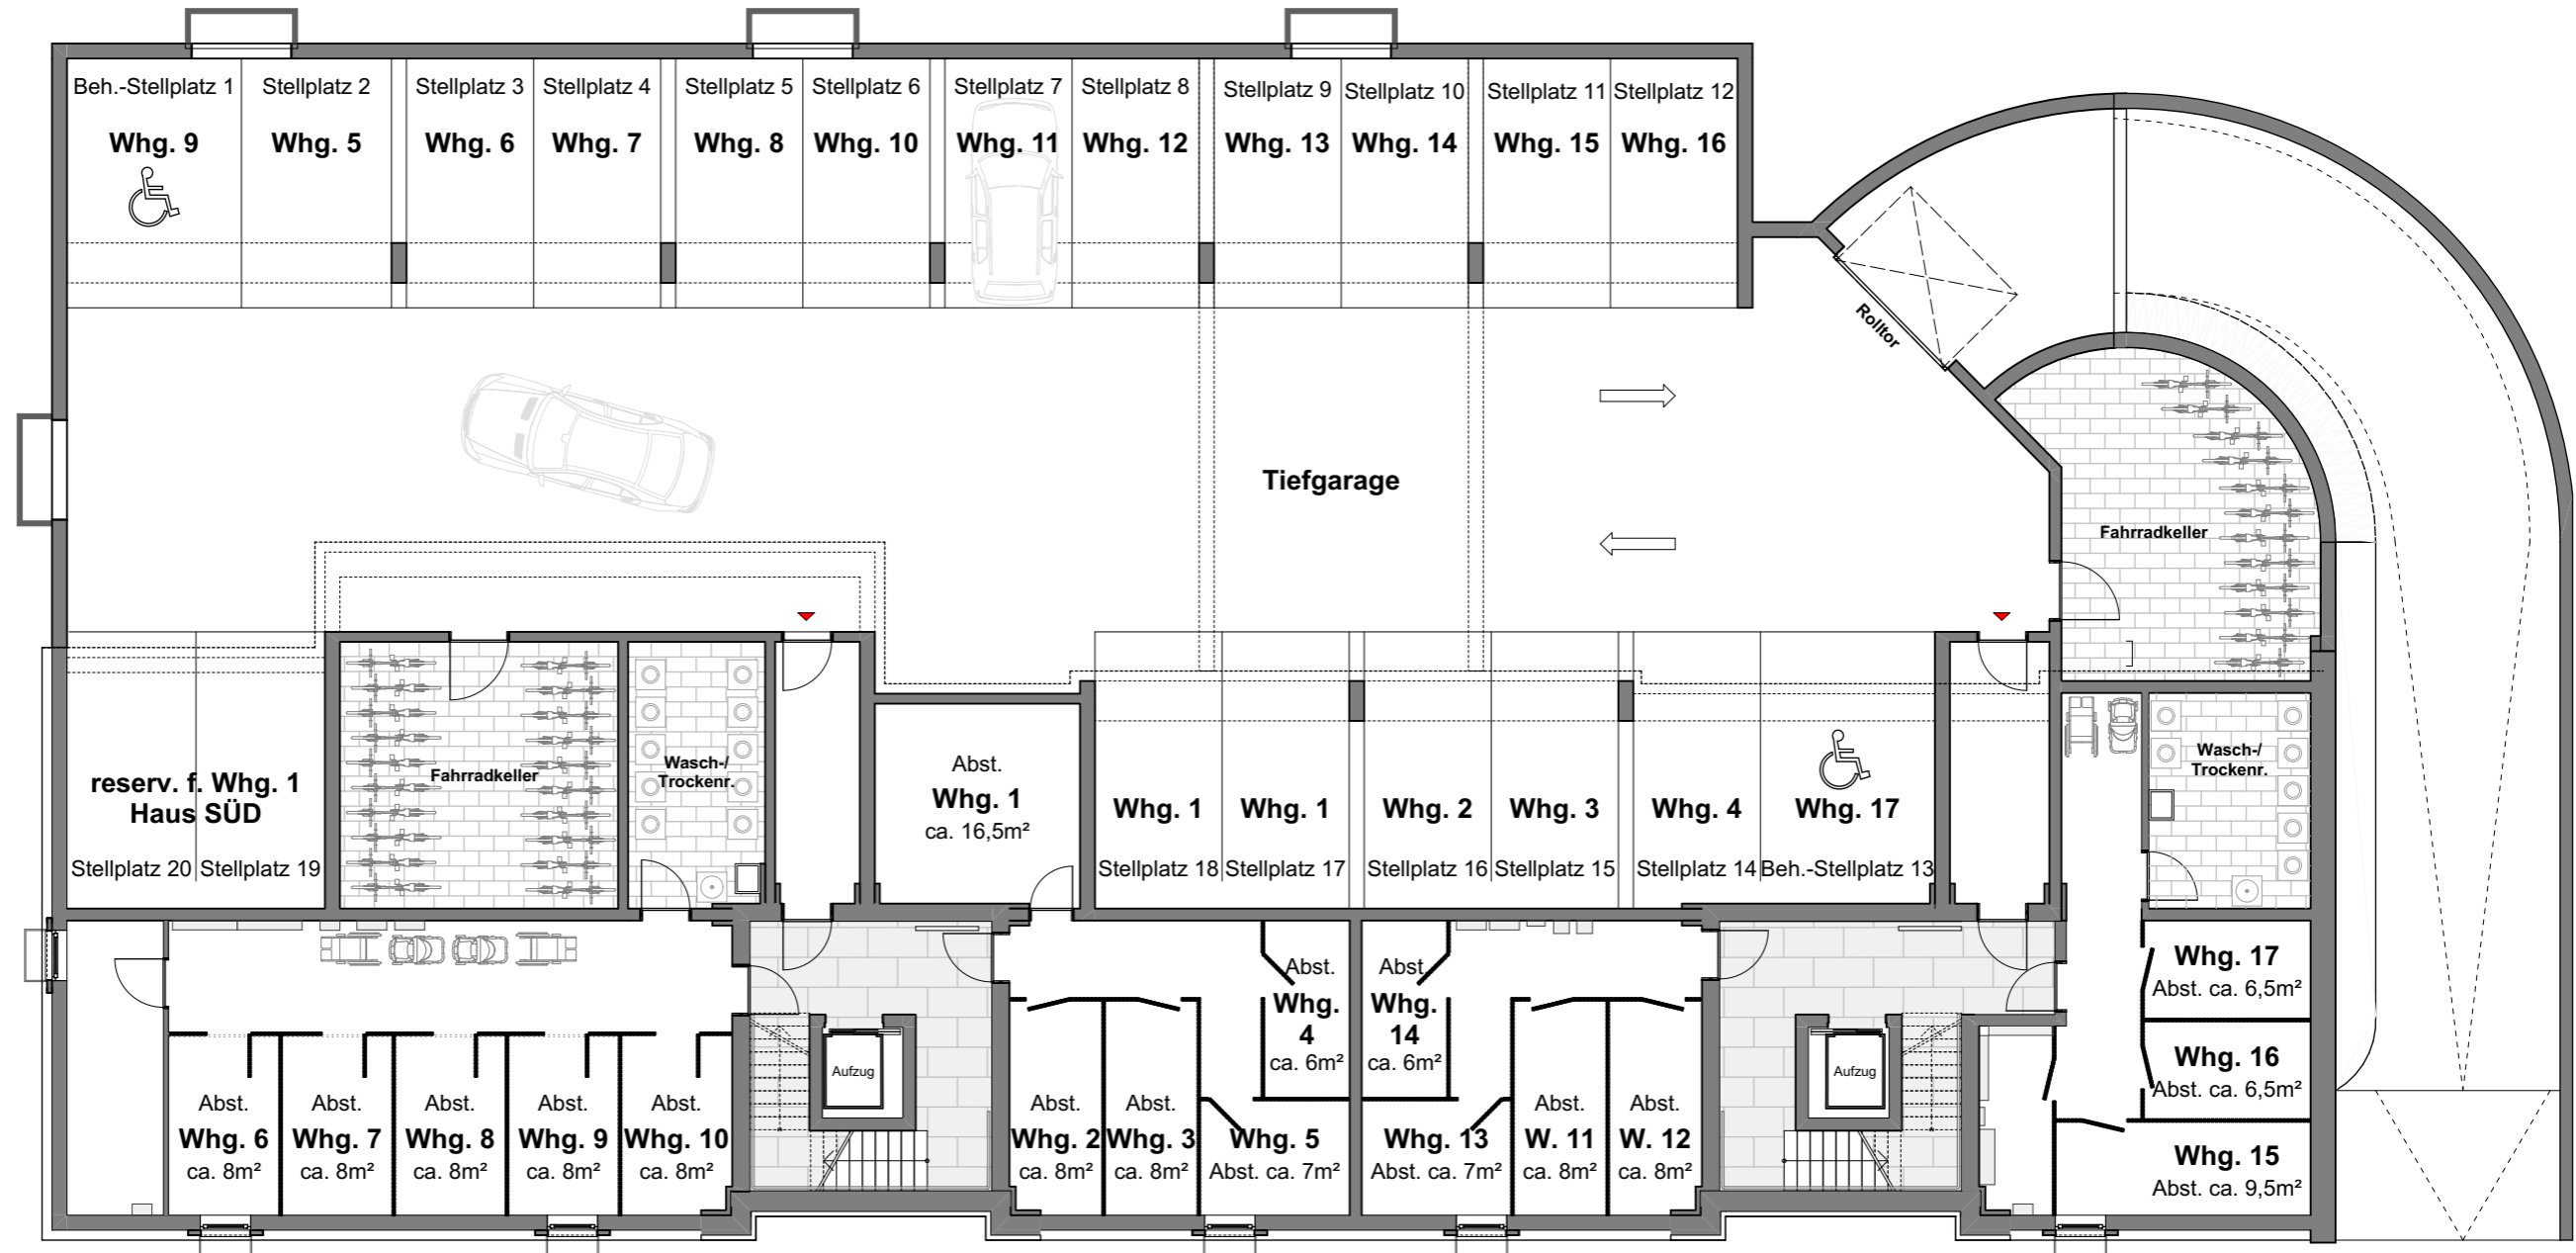 Beh.-Stellplatz 1
Whg. 9
Stellplatz 2
Whg. 5
Stellplatz 3
Whg. 6
Stellplatz 4
Whg. 7
Stellplatz 5
Whg. 8
Stellplatz 6
Whg. 10
Stellplatz 7
Whg. 11
Stellplatz 8
Whg. 12
Stellplatz 9
Whg. 13
Stellplatz 10
Whg. 14
Stellplatz 11
Whg. 15
Stellplatz 12
Whg. 16
Rolltor
Tiefgarage
Fahrradkeller
reserv. f. Whg. 1
Haus SÜD
Stellplatz 20
Stellplatz 19
Fahrradkeller
Wasch-/
Trockenr.
Abst.
Whg. 1
ca. 16,5m²
Whg. 1
Stellplatz 18
Whg. 1
Stellplatz 17
Whg. 2
Stellplatz 16
Whg. 3
Stellplatz 15
Whg. 4
Stellplatz 14
Whg. 17
Beh.-Stellplatz 13
Wasch-/
Trockenr.
Abst.
Whg. 6
ca. 8m²
Abst.
Whg. 7
ca. 8m²
Abst.
Whg. 8
ca. 8m²
Abst.
Whg. 9
ca. 8m²
Abst.
Whg. 10
ca. 8m²
Aufzug
Abst.
Whg. 2
ca. 8m²
Abst.
Whg. 3
ca. 8m²
Abst.
Whg.
4
ca. 6m²
Whg. 5
Abst. ca. 7m²
Abst.
Whg.
14
ca. 6m²
Whg. 13
Abst. ca. 7m²
Abst.
W. 11
ca. 8m²
Abst.
W. 12
ca. 8m²
Aufzug
Whg. 17
Abst. ca. 6,5m²
Whg. 16
Abst. ca. 6,5m²
Whg. 15
Abst. ca. 9,5m²